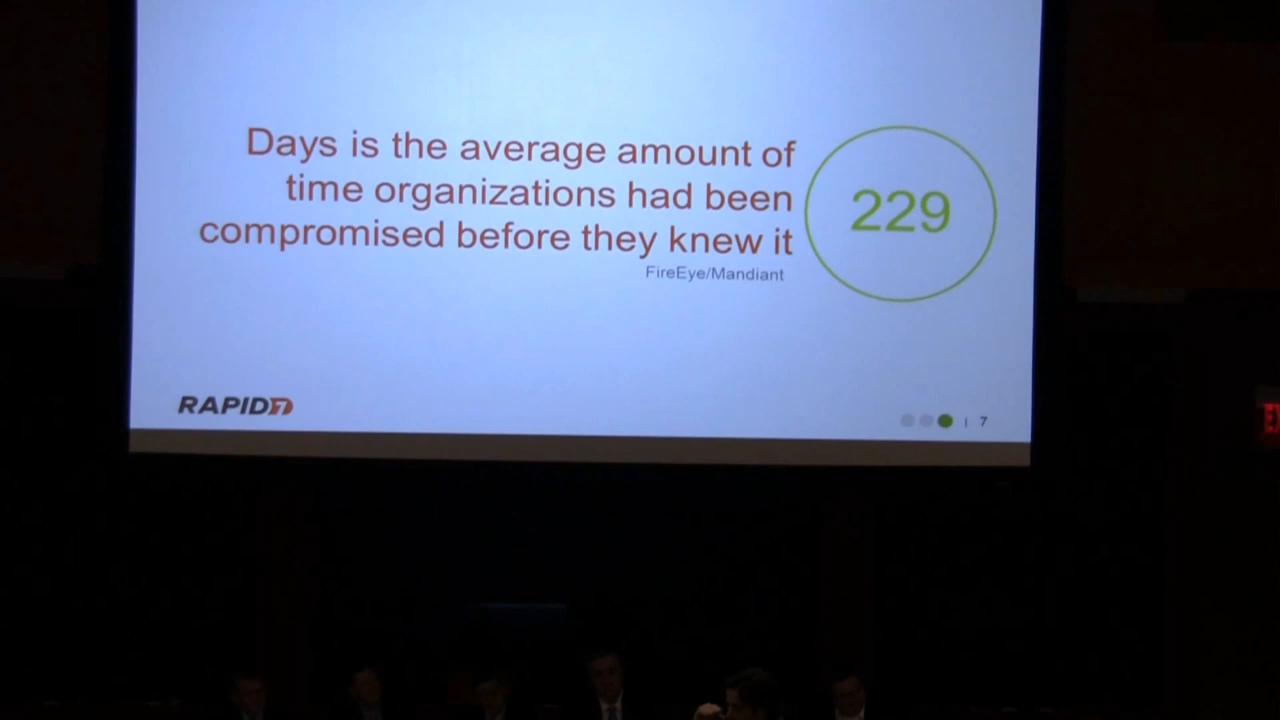 Days is the average amount of
time organizations had been
compromised before they knew it
FireEye/Mandiant
229
RAPID7
| 7